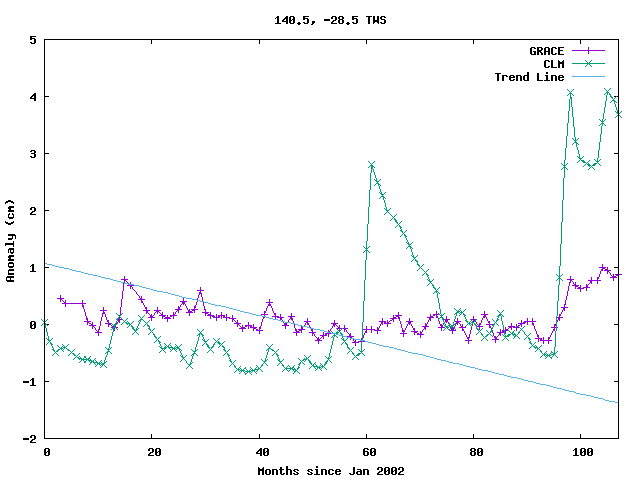 140.5, -28.5 TWS
GRACE
CLM
Trend Line
5
4
3
2
1
0
-1
-2
Anomaly (cm)
0 20 40 60 80 100
Months since Jan 2002